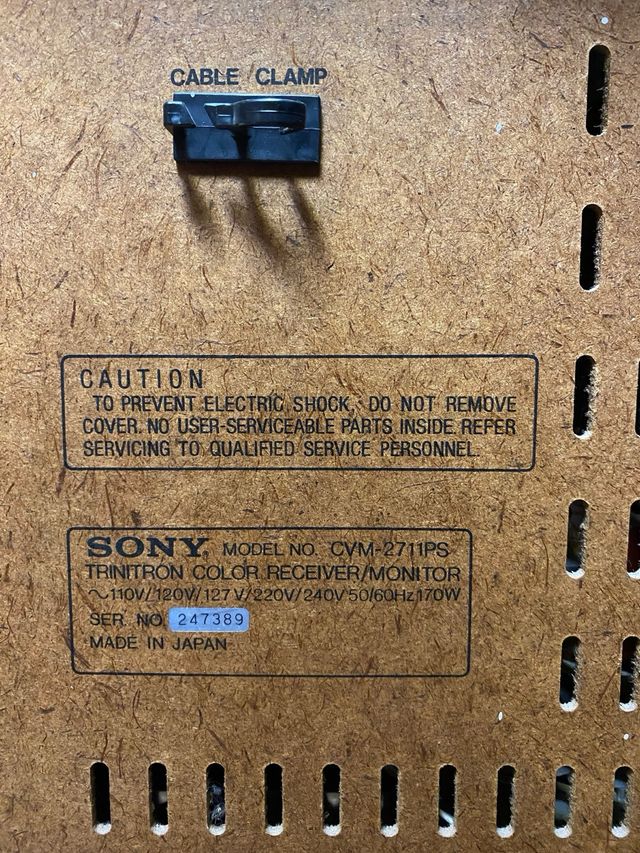 CABLE CLAMP
CAUTION
TO PREVENT ELECTRIC SHOCK, DO NOT REMOVE
COVER. NO USER-SERVICEABLE PARTS INSIDE. REFER
SERVICING TO QUALIFIED SERVICE PERSONNEL.
SONY® MODEL NO. CVM-2711PS
TRINITRON COLOR RECEIVER/MONITOR
~110V/120V/127V/220V/240V 50/60Hz 170W
SER. NO. 247389
MADE IN JAPAN